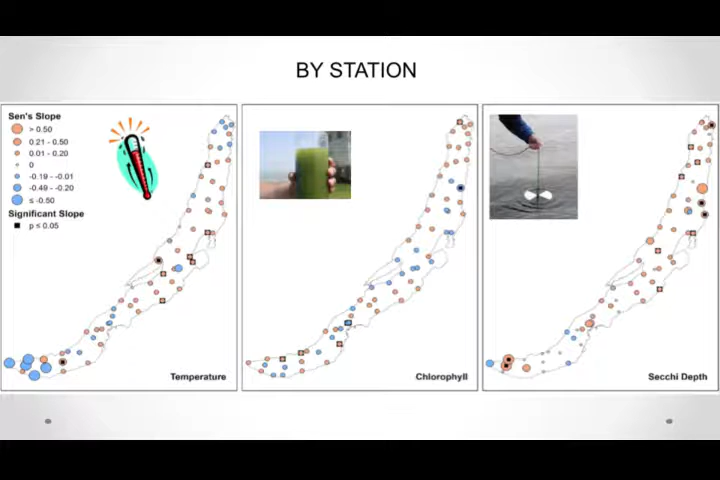 BY STATION
Sen's Slope
> 0.50
0.21 - 0.50
0.01 - 0.20
0
-0.19 - -0.01
-0.49 - -0.20
≤ -0.50
Significant Slope
p ≤ 0.05
Temperature
Chlorophyll
Secchi Depth